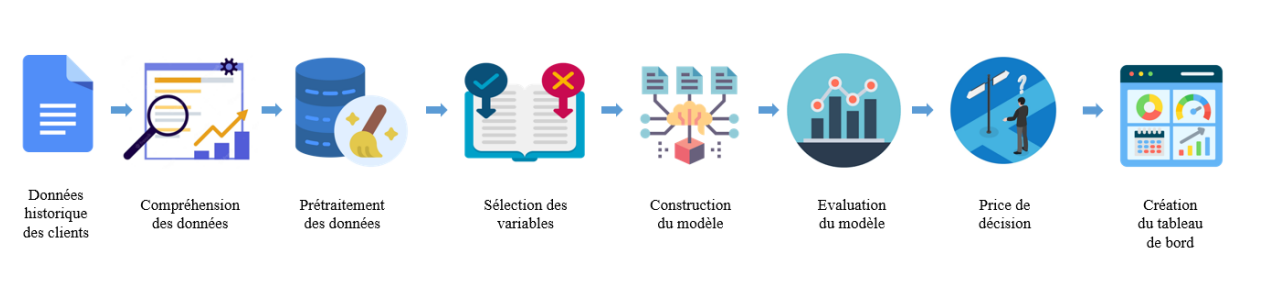 Données
historique
des clients
Compréhension
des données
Prétraitement
des données
Sélection des
variables
Construction
du modèle
Evaluation
du modèle
Price de
décision
Création
du tableau
de bord